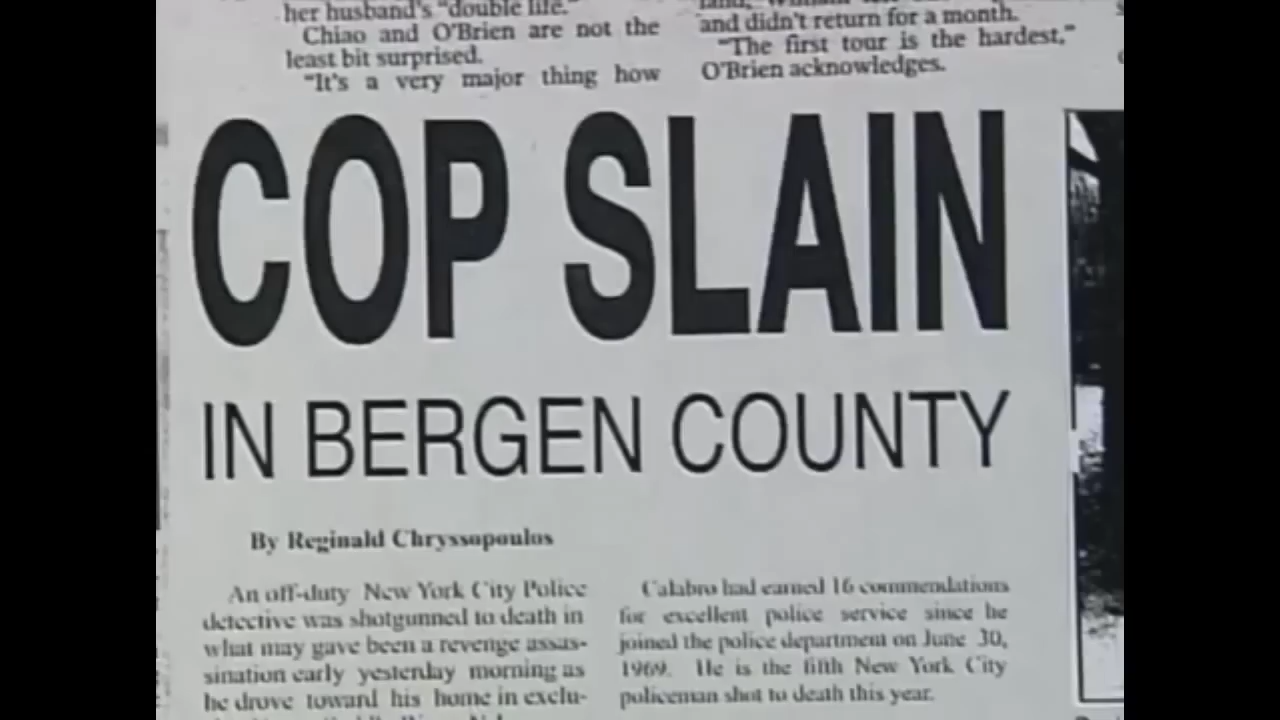 her husband's "double life."
Chiao and O'Brien are not the
least bit surprised.
"It's a very major thing how
and didn't return for a month.
"The first tour is the hardest,"
O'Brien acknowledges.
COP SLAIN
IN BERGEN COUNTY
By Reginald Chryssopoulos
An off-duty New York City Police
detective was shotgunned to death in
what may gave been a revenge assas-
sination early yesterday morning as
he drove toward his home in exclu-
Calabro had earned 16 commendations
for excellent police service since he
joined the police department on June 30,
1969. He is the fifth New York City
policeman shot to death this year.